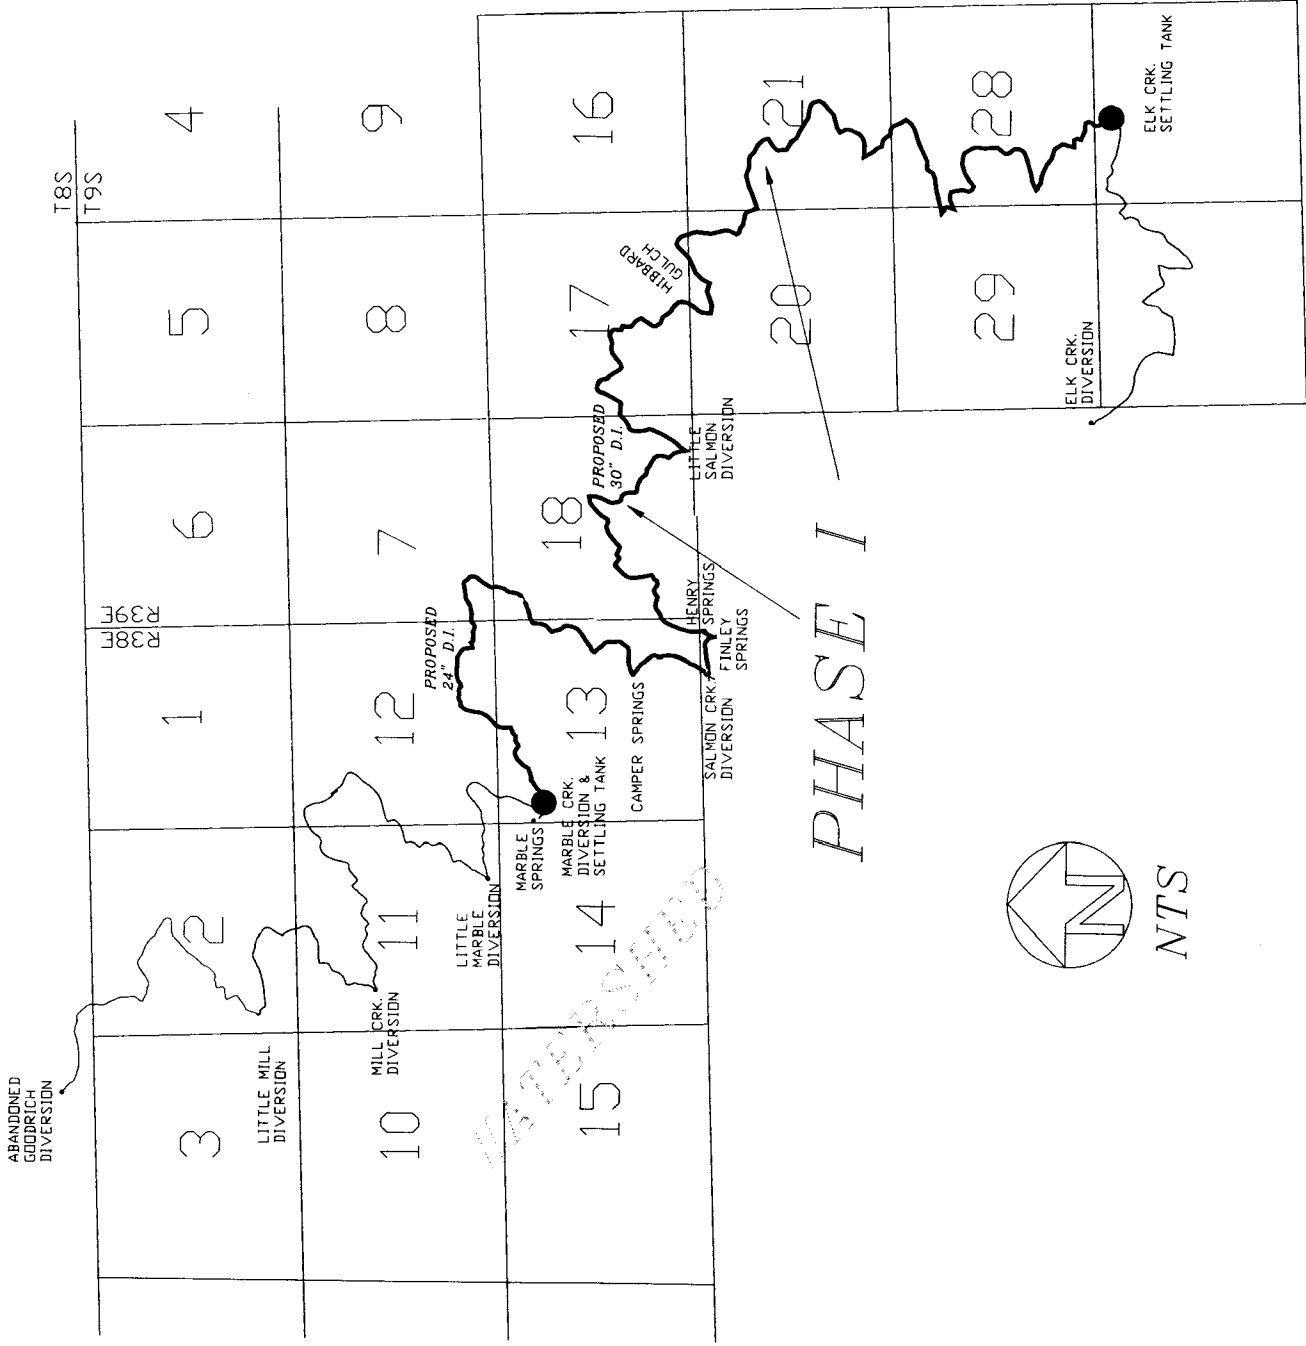 ABANDONED
GOODRICH
DIVERSION
T8S
T9S
R38E
R39E
3
2
1
6
5
4
LITTLE MILL
DIVERSION
MILL CRK.
DIVERSION
10
11
12
7
8
9
PROPOSED
24" D.I.
LITTLE
MARBLE
DIVERSION
MARBLE
SPRINGS
MARBLE CRK.
DIVERSION &
SETTLING TANK
15
14
13
18
17
16
WATERSHED
CAMPER SPRINGS
PROPOSED
30" D.I.
HIBBARD
GULCH
SALMON CRK.
DIVERSION
HENRY
SPRINGS
FINLEY
SPRINGS
LITTLE
SALMON
DIVERSION
20
21
PHASE I
29
28
ELK CRK.
DIVERSION
ELK CRK.
SETTLING TANK
N
NTS